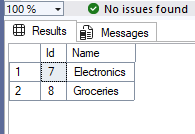 100 % No issues found
Results Messages
Id Name
1 7 Electronics
2 8 Groceries